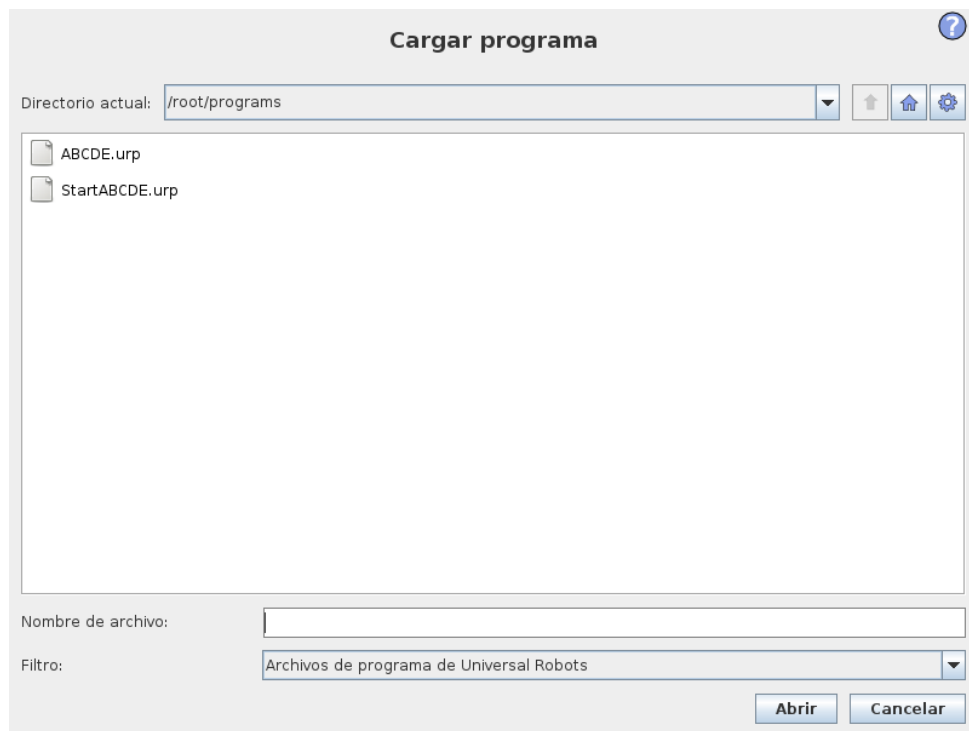 Cargar programa
?
Directorio actual: /root/programs
ABCDE.urp
StartABCDE.urp
Nombre de archivo:
Filtro: Archivos de programa de Universal Robots
Abrir Cancelar